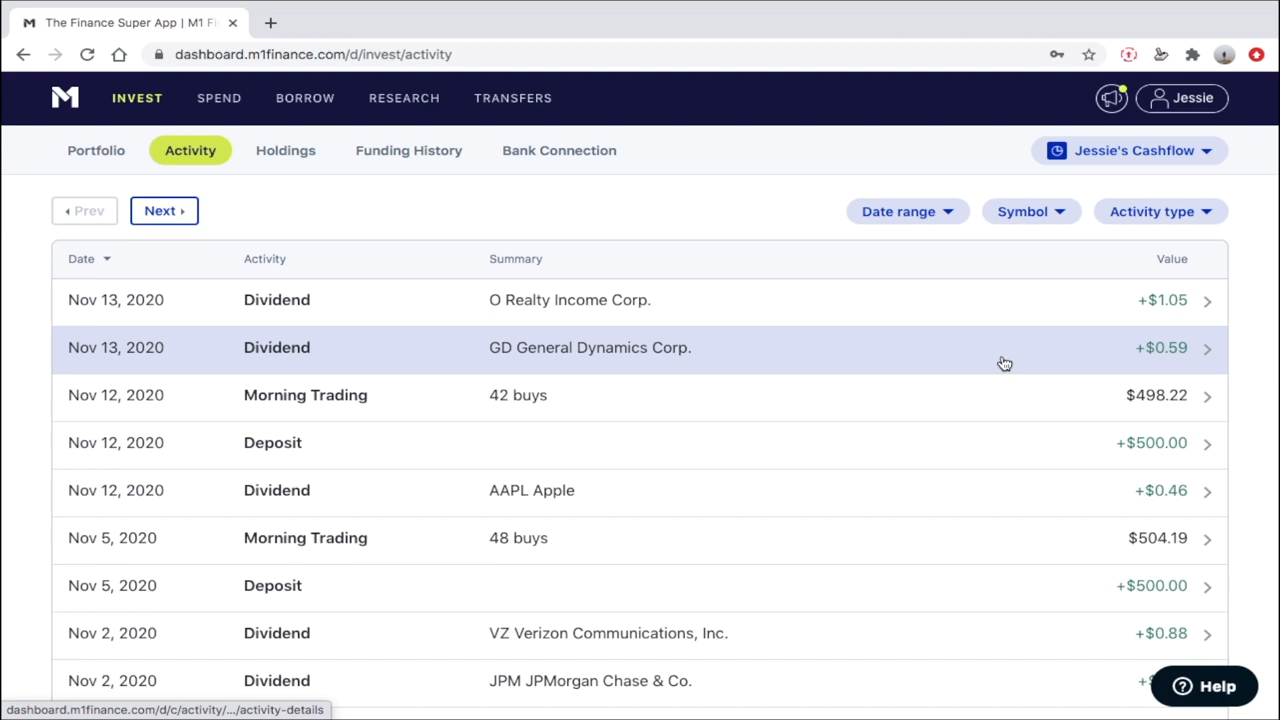 The Finance Super App | M1 Fi
dashboard.m1finance.com/d/invest/activity
INVEST SPEND BORROW RESEARCH TRANSFERS Jessie
Portfolio Activity Holdings Funding History Bank Connection Jessie's Cashflow
Prev Next Date range Symbol Activity type
Date Activity Summary Value
Nov 13, 2020 Dividend O Realty Income Corp. +$1.05
Nov 13, 2020 Dividend GD General Dynamics Corp. +$0.59
Nov 12, 2020 Morning Trading 42 buys $498.22
Nov 12, 2020 Deposit +$500.00
Nov 12, 2020 Dividend AAPL Apple +$0.46
Nov 5, 2020 Morning Trading 48 buys $504.19
Nov 5, 2020 Deposit +$500.00
Nov 2, 2020 Dividend VZ Verizon Communications, Inc. +$0.88
Nov 2, 2020 Dividend JPM JPMorgan Chase & Co.
Help
dashboard.m1finance.com/d/c/activity/.../activity-details